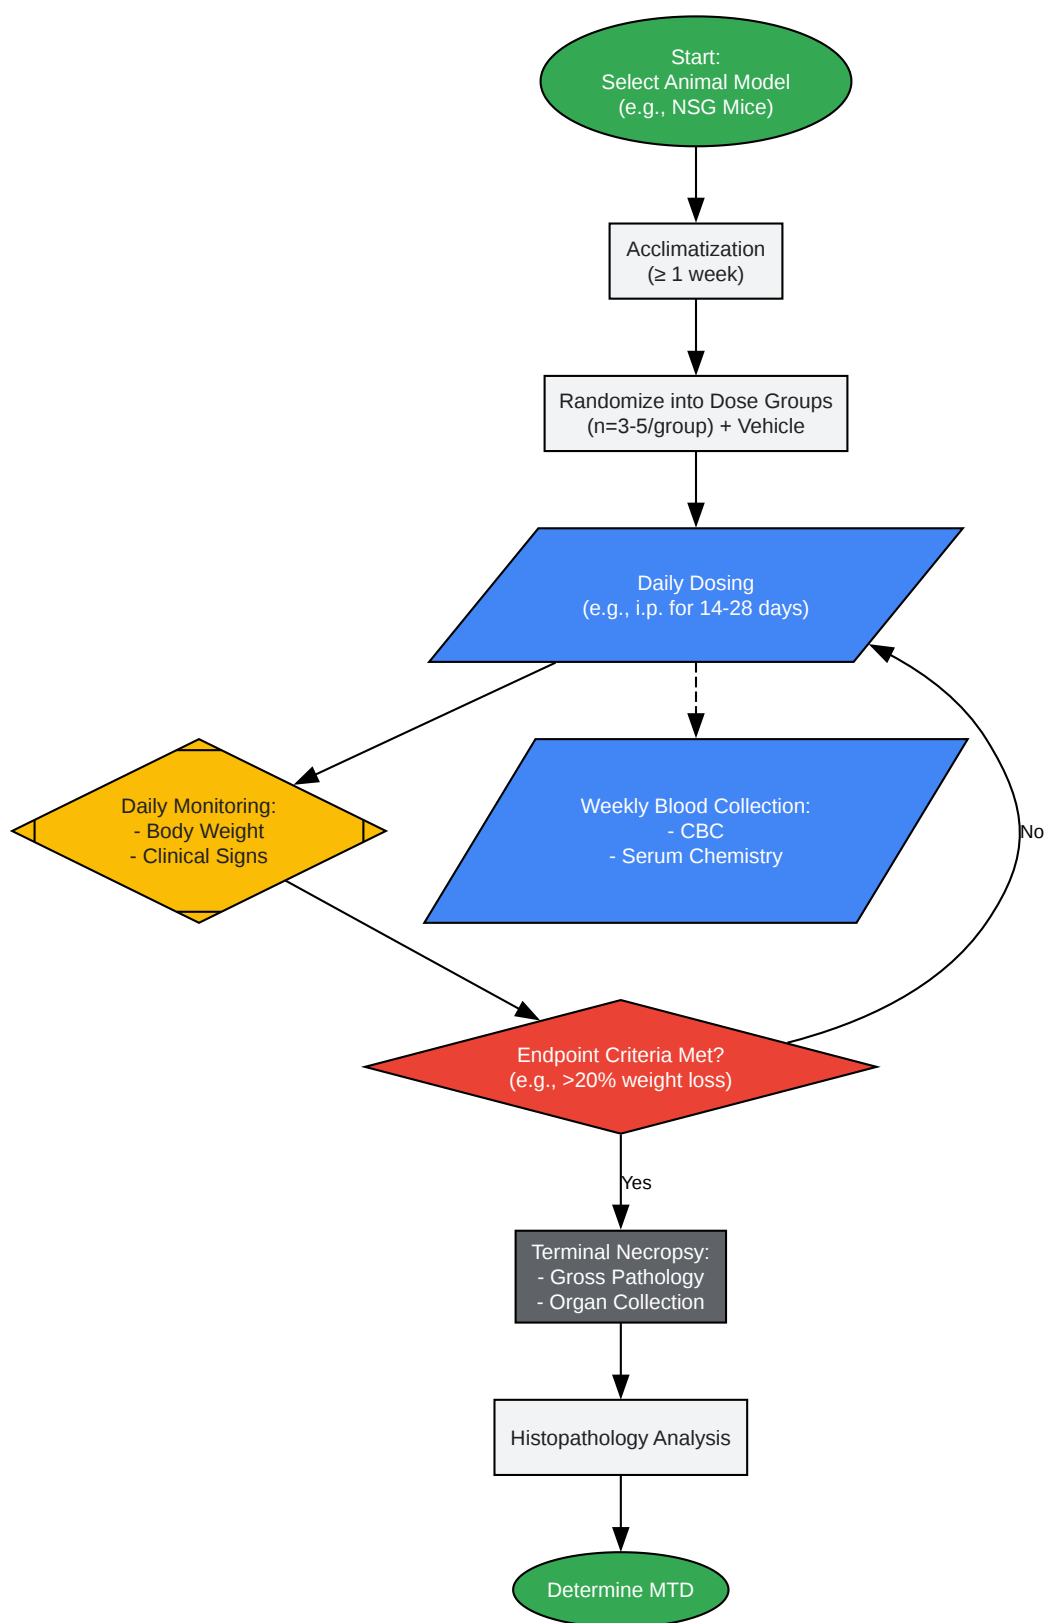 Start:
Select Animal Model
(e.g., NSG Mice)
Acclimatization
(≥ 1 week)
Randomize into Dose Groups
(n=3-5/group) + Vehicle
Daily Dosing
(e.g., i.p. for 14-28 days)
Daily Monitoring:
- Body Weight
- Clinical Signs
Weekly Blood Collection:
- CBC
- Serum Chemistry
No
Endpoint Criteria Met?
(e.g., >20% weight loss)
Yes
Terminal Necropsy:
- Gross Pathology
- Organ Collection
Histopathology Analysis
Determine MTD